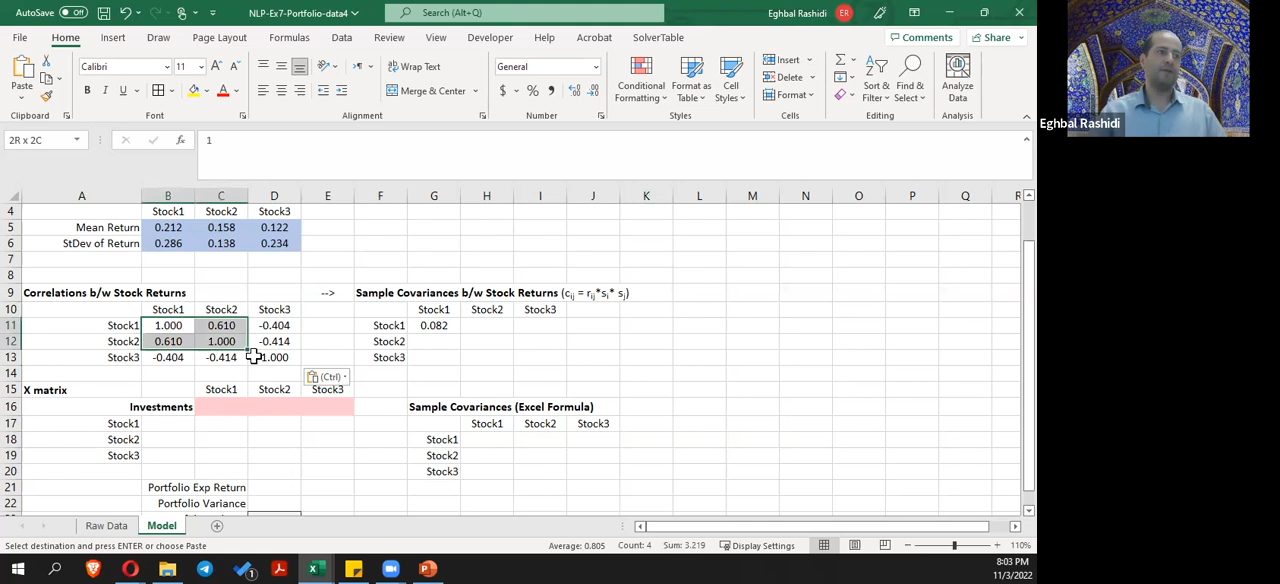 AutoSave Off NLP-Ex7-Portfolio-data4 Search (Alt+Q) Eghbal Rashidi ER
File Home Insert Draw Page Layout Formulas Data Review View Developer Help Acrobat SolverTable Comments Share
Paste Calibri 11 A A Wrap Text General Conditional Formatting Format as Table Cell Styles Insert Delete Format Sort & Filter Find & Select Analyze Data
B I U A Merge & Center $ % 9
Clipboard Font Alignment Number Styles Cells Editing Analysis
2R x 2C fx 1
A B C D E F G H I J K L M N O P Q R
4 Stock1 Stock2 Stock3
5 Mean Return 0.212 0.158 0.122
6 StDev of Return 0.286 0.138 0.234
7
8
9 Correlations b/w Stock Returns --> Sample Covariances b/w Stock Returns (cij = rij*si* sj)
10 Stock1 Stock2 Stock3 Stock1 Stock2 Stock3
11 Stock1 1.000 0.610 -0.404 Stock1 0.082
12 Stock2 0.610 1.000 -0.414 Stock2
13 Stock3 -0.404 -0.414 1.000 Stock3
14 (Ctrl)
15 X matrix Stock1 Stock2 Stock3
16 Investments Sample Covariances (Excel Formula)
17 Stock1 Stock1 Stock2 Stock3
18 Stock2 Stock1
19 Stock3 Stock2
20 Stock3
21 Portfolio Exp Return
22 Portfolio Variance
Raw Data Model
Select destination and press ENTER or choose Paste Average: 0.805 Count: 4 Sum: 3.219 Display Settings 110%
8:03 PM
11/3/2022
Eghbal Rashidi